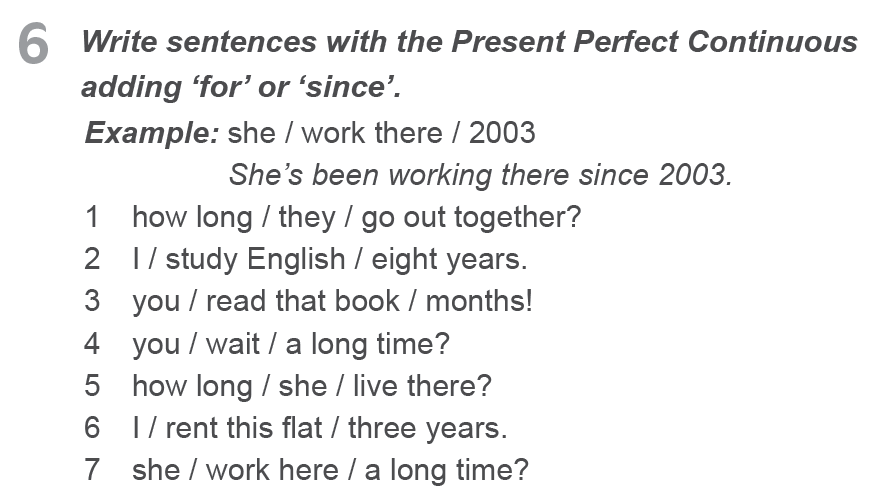 6 Write sentences with the Present Perfect Continuous
adding ‘for’ or ‘since’.
Example: she / work there / 2003
She’s been working there since 2003.
1 how long / they / go out together?
2 I / study English / eight years.
3 you / read that book / months!
4 you / wait / a long time?
5 how long / she / live there?
6 I / rent this flat / three years.
7 she / work here / a long time?